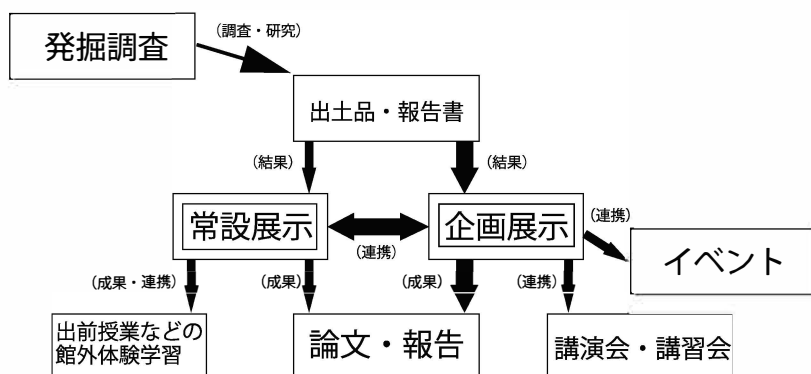 発掘調査
（調査・研究）
出土品・報告書
（結果）
（結果）
常設展示
企画展示
（連携）
（連携）
イベント
（成果・連携）
（成果）
（成果）
（連携）
出前授業などの
館外体験学習
論文・報告
講演会・講習会